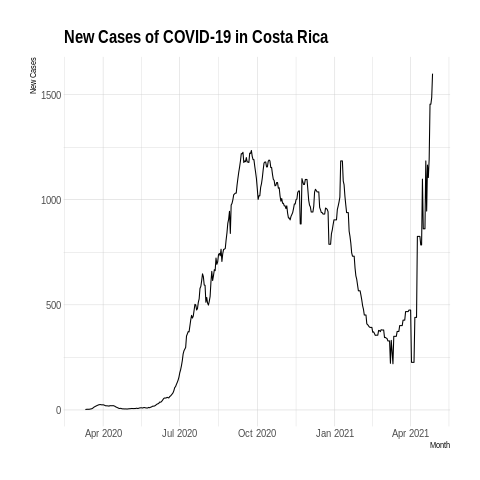 New Cases of COVID-19 in Costa Rica
New Cases
1500
1000
500
0
Apr 2020 Jul 2020 Oct 2020 Jan 2021 Apr 2021
Month